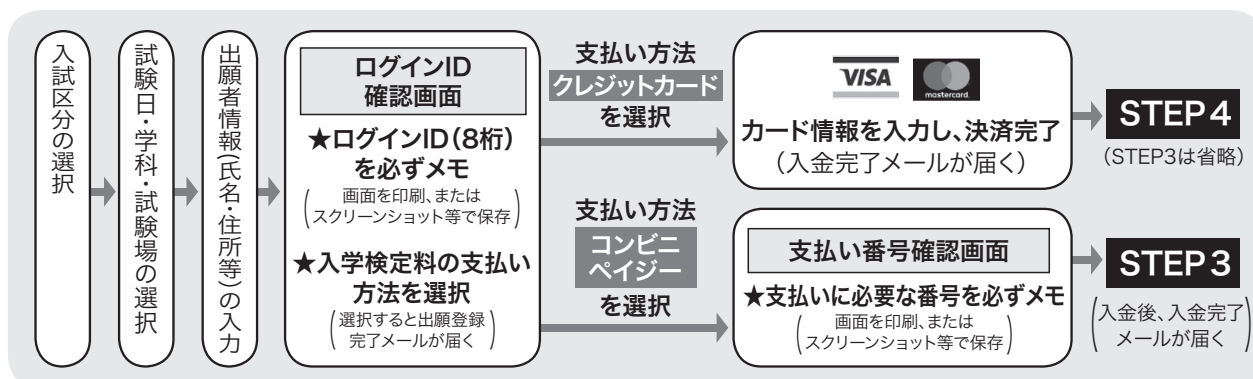 入試区分の選択
試験日・学科・試験場の選択
出願者情報(氏名・住所等)の入力
ログインID
確認画面
★ログインID(8桁)
を必ずメモ
(画面を印刷、または
スクリーンショット等で保存)
★入学検定料の支払い
方法を選択
(選択すると出願登録
完了メールが届く)
支払い方法
クレジットカード
を選択
VISA
mastercard.
カード情報を入力し、決済完了
(入金完了メールが届く)
STEP4
(STEP3は省略)
支払い方法
コンビニ
ペイジー
を選択
支払い番号確認画面
★支払いに必要な番号を必ずメモ
(画面を印刷、または
スクリーンショット等で保存)
STEP3
(入金後、入金完了
メールが届く)